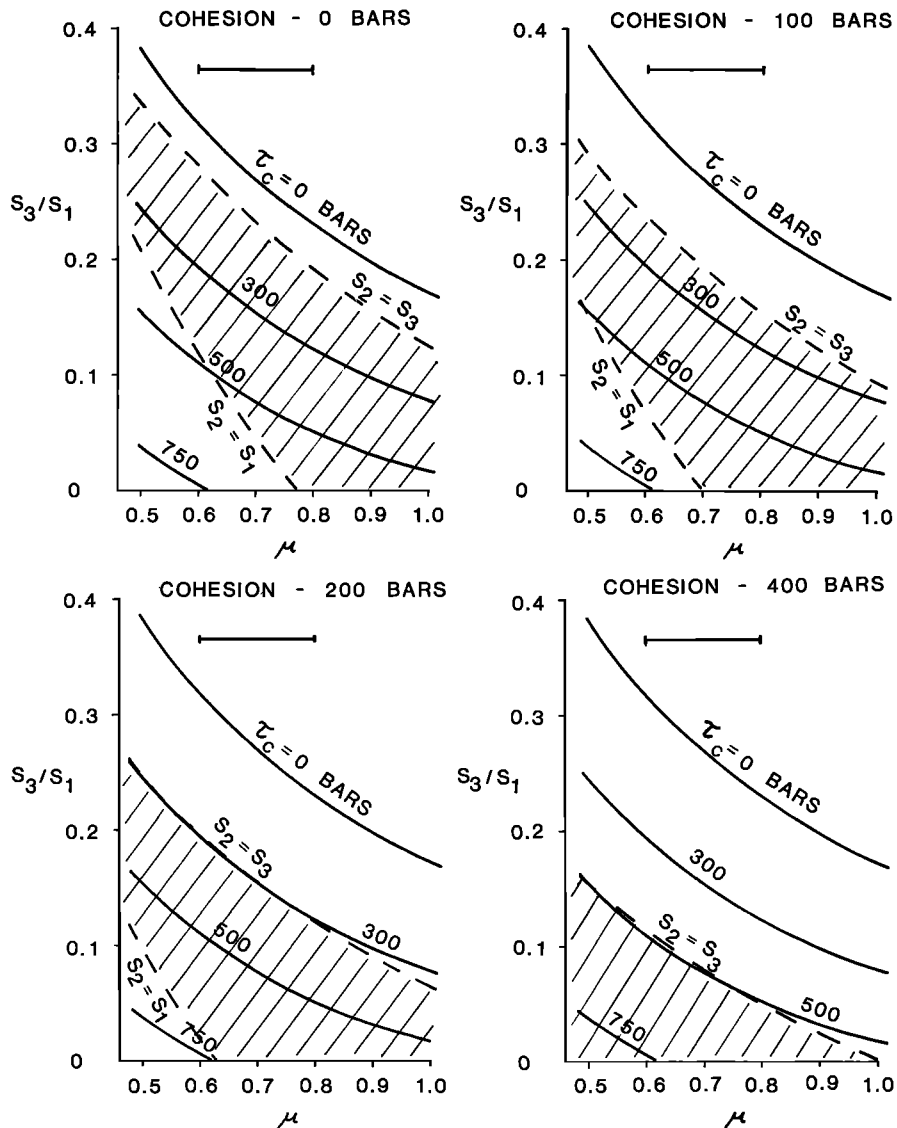 COHESION - 0 BARS
0.4
0.3
S3/S1
0.2
0.1
0
τc=0 BARS
300
S2=S3
500
S2=S1
750
0.5 0.6 0.7 0.8 0.9 1.0
μ
COHESION - 100 BARS
0.4
0.3
S3/S1
0.2
0.1
0
τc=0 BARS
300
S2=S3
500
S2=S1
750
0.5 0.6 0.7 0.8 0.9 1.0
μ
COHESION - 200 BARS
0.4
0.3
S3/S1
0.2
0.1
0
τc=0 BARS
S2=S3
300
500
S2=S1
750
0.5 0.6 0.7 0.8 0.9 1.0
μ
COHESION - 400 BARS
0.4
0.3
S3/S1
0.2
0.1
0
τc=0 BARS
300
S2=S3
500
750
0.5 0.6 0.7 0.8 0.9 1.0
μ